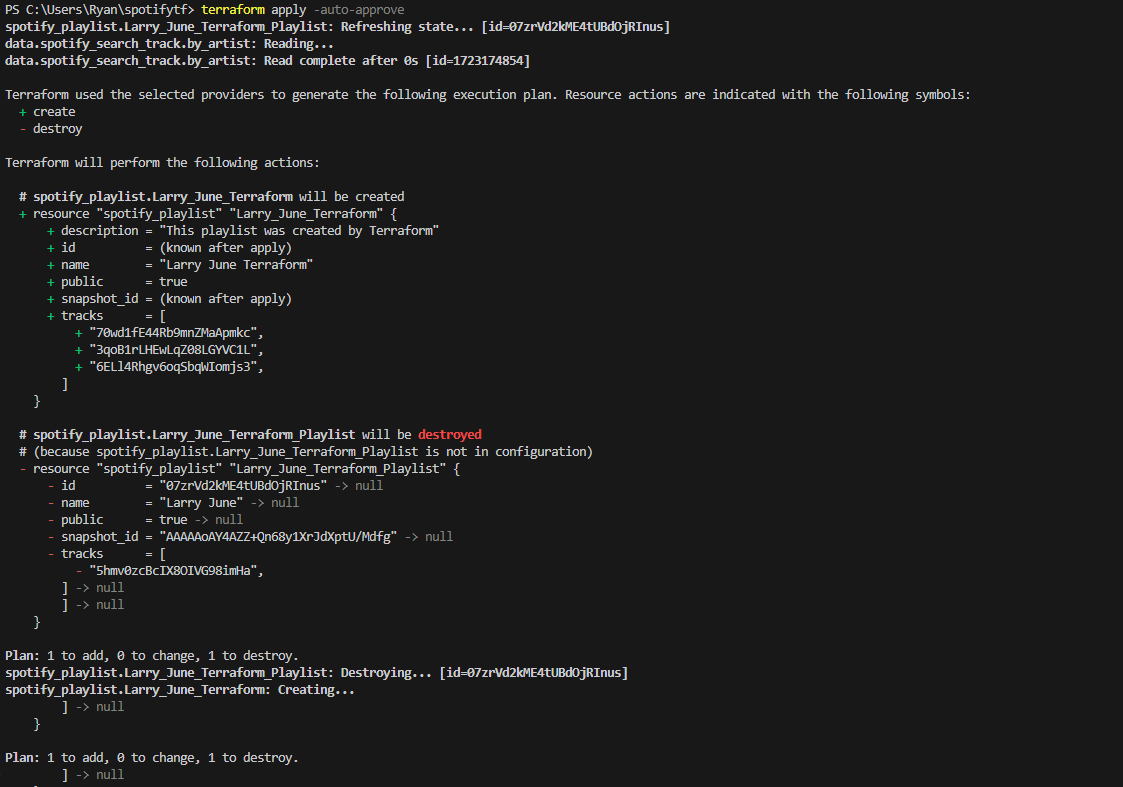 PS C:\Users\Ryan\spotifytf> terraform apply -auto-approve
spotify_playlist.Larry_June_Terraform_Playlist: Refreshing state... [id=07zrVd2kME4tUBdOjRInus]
data.spotify_search_track.by_artist: Reading...
data.spotify_search_track.by_artist: Read complete after 0s [id=1723174854]

Terraform used the selected providers to generate the following execution plan. Resource actions are indicated with the following symbols:
  + create
  - destroy

Terraform will perform the following actions:

  # spotify_playlist.Larry_June_Terraform will be created
  + resource "spotify_playlist" "Larry_June_Terraform" {
      + description = "This playlist was created by Terraform"
      + id          = (known after apply)
      + name        = "Larry June Terraform"
      + public      = true
      + snapshot_id = (known after apply)
      + tracks      = [
          + "70wd1fE44Rb9mnZMaApmkc",
          + "3qoB1rLHEwLqZ08LGYVC1L",
          + "6ELl4Rhgv6oqSbqWIomjs3",
        ]
    }

  # spotify_playlist.Larry_June_Terraform_Playlist will be destroyed
  # (because spotify_playlist.Larry_June_Terraform_Playlist is not in configuration)
  - resource "spotify_playlist" "Larry_June_Terraform_Playlist" {
      - id          = "07zrVd2kME4tUBdOjRInus" -> null
      - name        = "Larry June" -> null
      - public      = true -> null
      - snapshot_id = "AAAAAoAY4AZZ+Qn68y1XrJdXptU/Mdfg" -> null
      - tracks      = [
          - "5hmv0zcBcIX8OIVG98imHa",
        ] -> null
        ] -> null
    }

Plan: 1 to add, 0 to change, 1 to destroy.
spotify_playlist.Larry_June_Terraform_Playlist: Destroying... [id=07zrVd2kME4tUBdOjRInus]
spotify_playlist.Larry_June_Terraform: Creating...
        ] -> null
    }

Plan: 1 to add, 0 to change, 1 to destroy.
        ] -> null